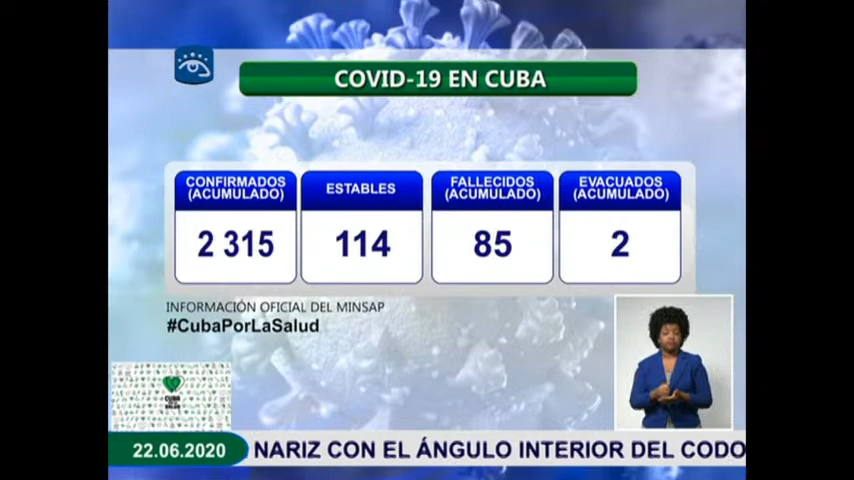 COVID-19 EN CUBA
CONFIRMADOS
(ACUMULADO)
2 315
ESTABLES
114
FALLECIDOS
(ACUMULADO)
85
EVACUADOS
(ACUMULADO)
2
INFORMACIÓN OFICIAL DEL MINSAP
#CubaPorLaSalud
CUBA
22.06.2020
NARIZ CON EL ÁNGULO INTERIOR DEL CODO